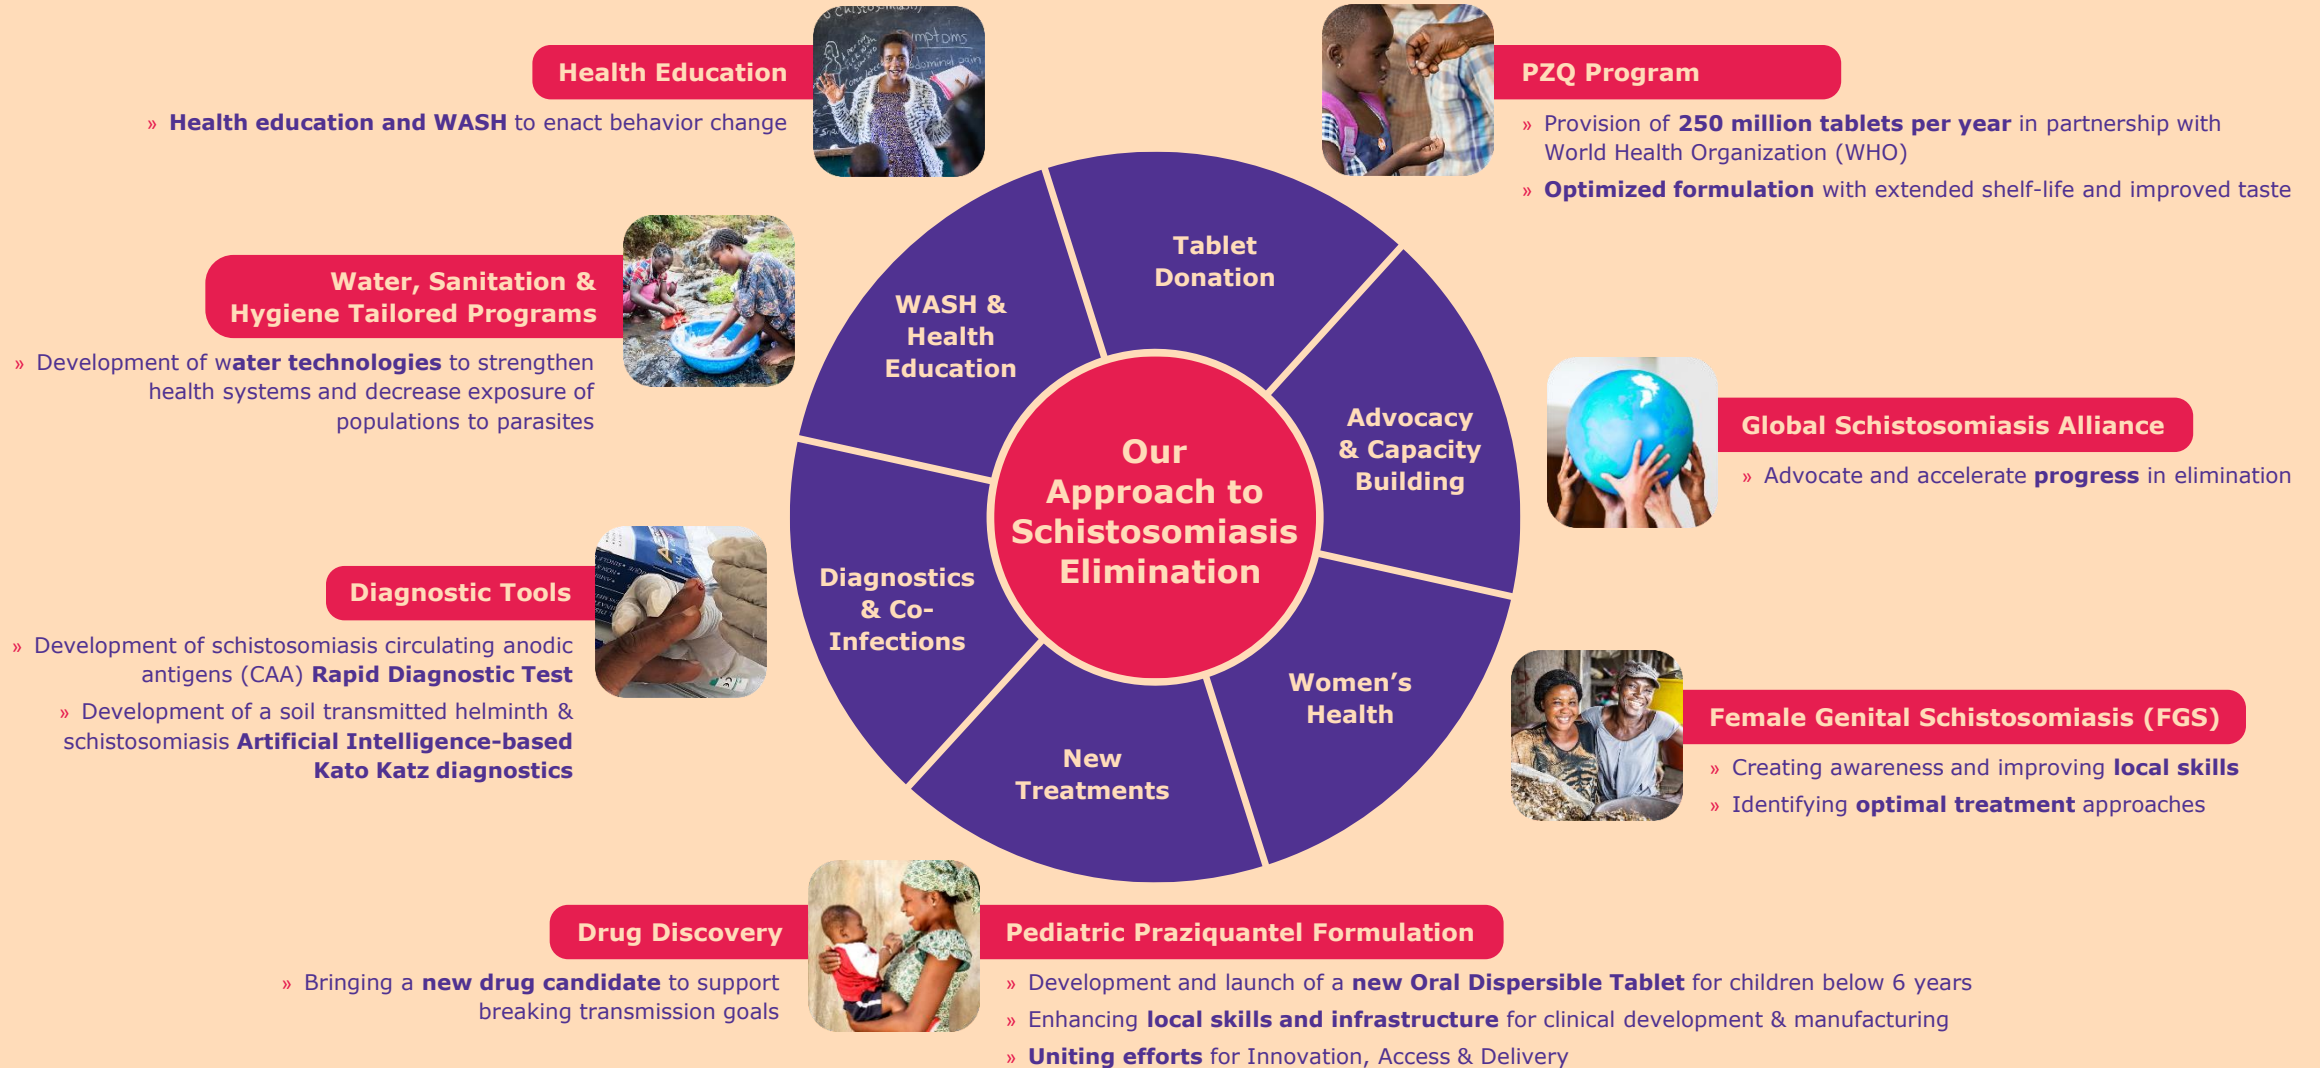 Health Education
» Health education and WASH to enact behavior change
PZQ Program
» Provision of 250 million tablets per year in partnership with
World Health Organization (WHO)
» Optimized formulation with extended shelf-life and improved taste
Water, Sanitation &
Hygiene Tailored Programs
» Development of water technologies to strengthen
health systems and decrease exposure of
populations to parasites
Global Schistosomiasis Alliance
» Advocate and accelerate progress in elimination
Diagnostic Tools
» Development of schistosomiasis circulating anodic
antigens (CAA) Rapid Diagnostic Test
» Development of a soil transmitted helminth &
schistosomiasis Artificial Intelligence-based
Kato Katz diagnostics
Female Genital Schistosomiasis (FGS)
» Creating awareness and improving local skills
» Identifying optimal treatment approaches
Drug Discovery
» Bringing a new drug candidate to support
breaking transmission goals
Pediatric Praziquantel Formulation
» Development and launch of a new Oral Dispersible Tablet for children below 6 years
» Enhancing local skills and infrastructure for clinical development & manufacturing
» Uniting efforts for Innovation, Access & Delivery
Tablet
Donation
Advocacy
& Capacity
Building
Women’s
Health
New
Treatments
Diagnostics
& Co-
Infections
WASH &
Health
Education
Our
Approach to
Schistosomiasis
Elimination